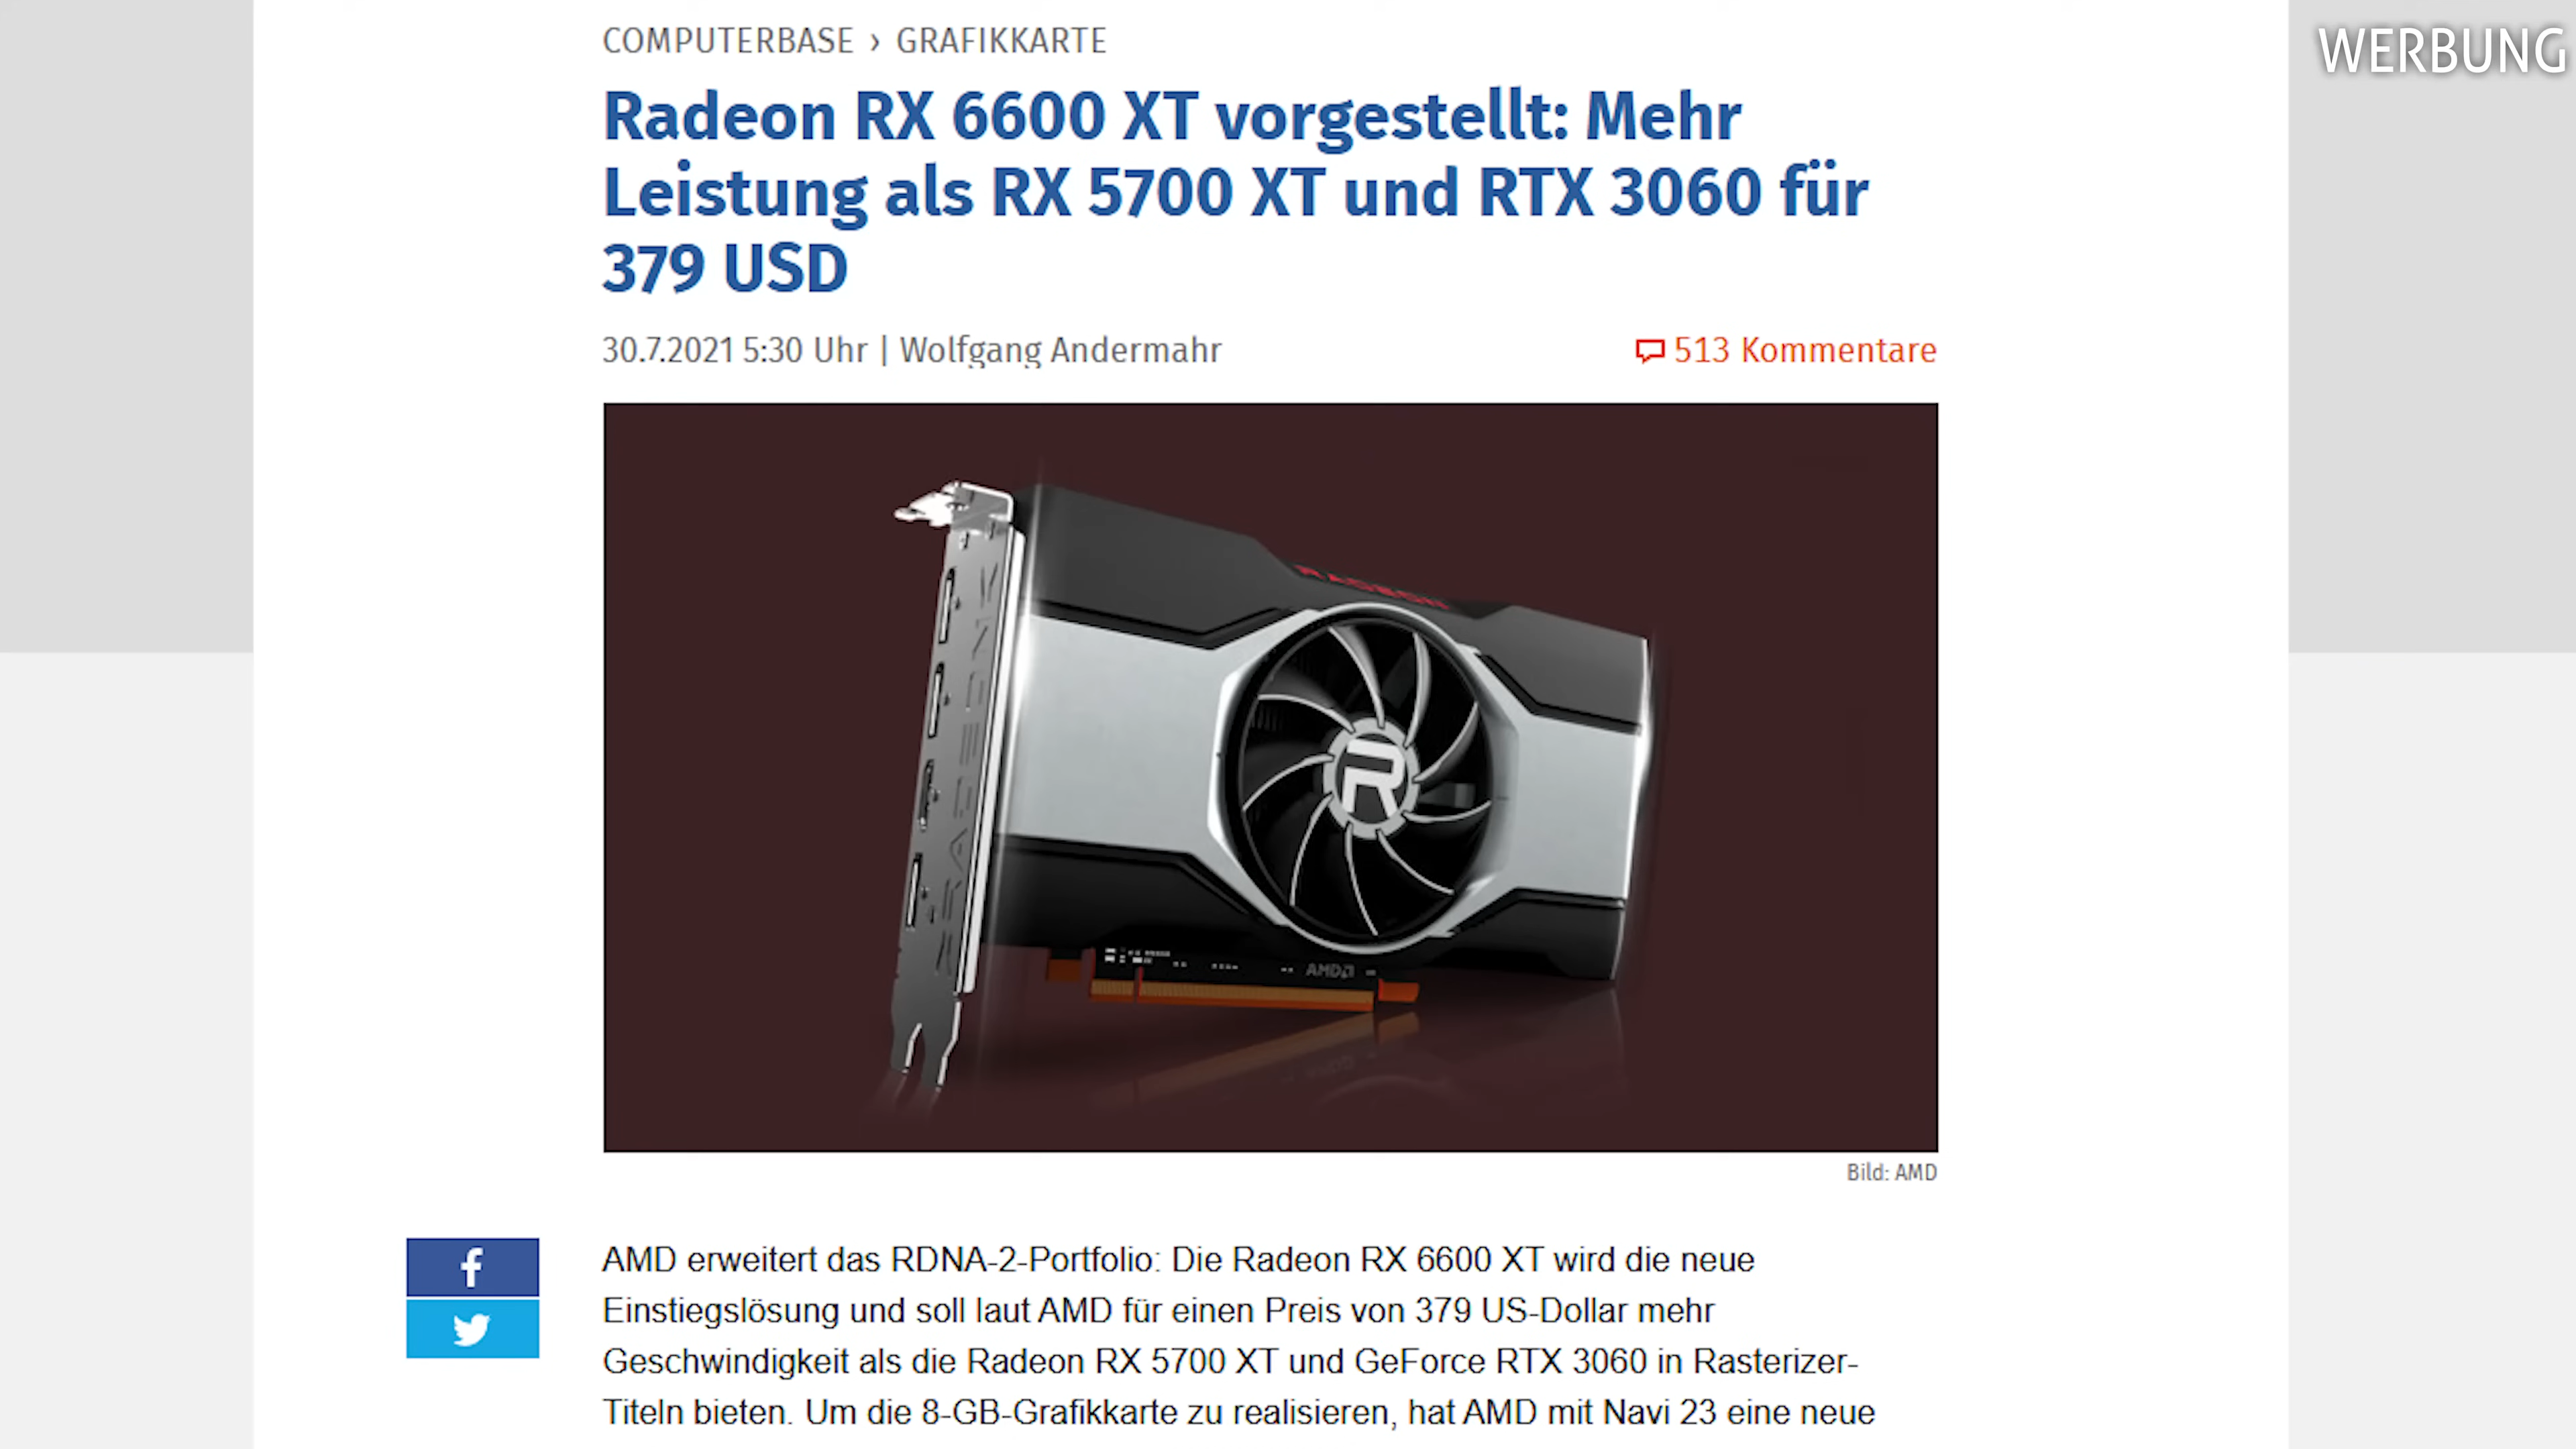 COMPUTERBASE › GRAFIKKARTE
WERBUNG
Radeon RX 6600 XT vorgestellt: Mehr
Leistung als RX 5700 XT und RTX 3060 für
379 USD
30.7.2021 5:30 Uhr | Wolfgang Andermahr
513 Kommentare
RADEON
R
AMD
Bild: AMD
AMD erweitert das RDNA-2-Portfolio: Die Radeon RX 6600 XT wird die neue
Einstiegslösung und soll laut AMD für einen Preis von 379 US-Dollar mehr
Geschwindigkeit als die Radeon RX 5700 XT und GeForce RTX 3060 in Rasterizer-
Titeln bieten. Um die 8-GB-Grafikkarte zu realisieren, hat AMD mit Navi 23 eine neue